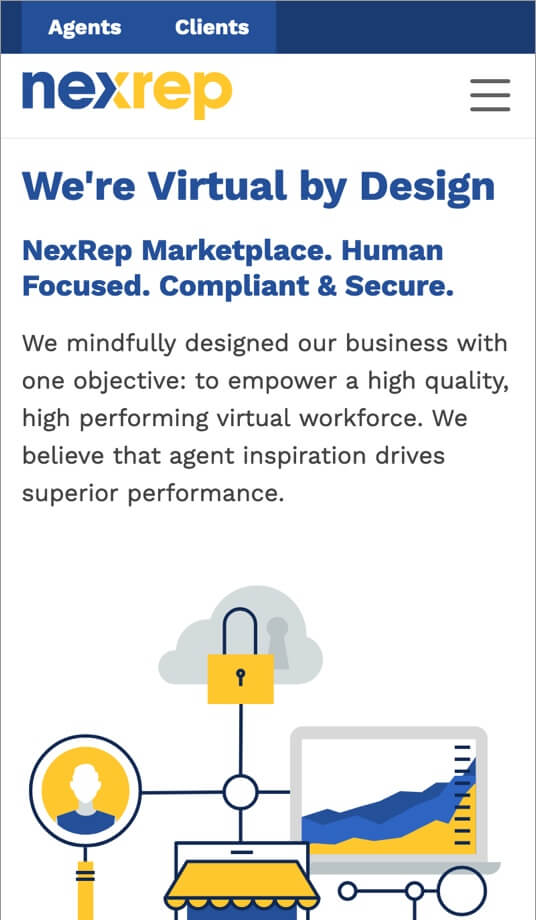 Agents Clients
nexrep
We're Virtual by Design
NexRep Marketplace. Human
Focused. Compliant & Secure.
We mindfully designed our business with
one objective: to empower a high quality,
high performing virtual workforce. We
believe that agent inspiration drives
superior performance.